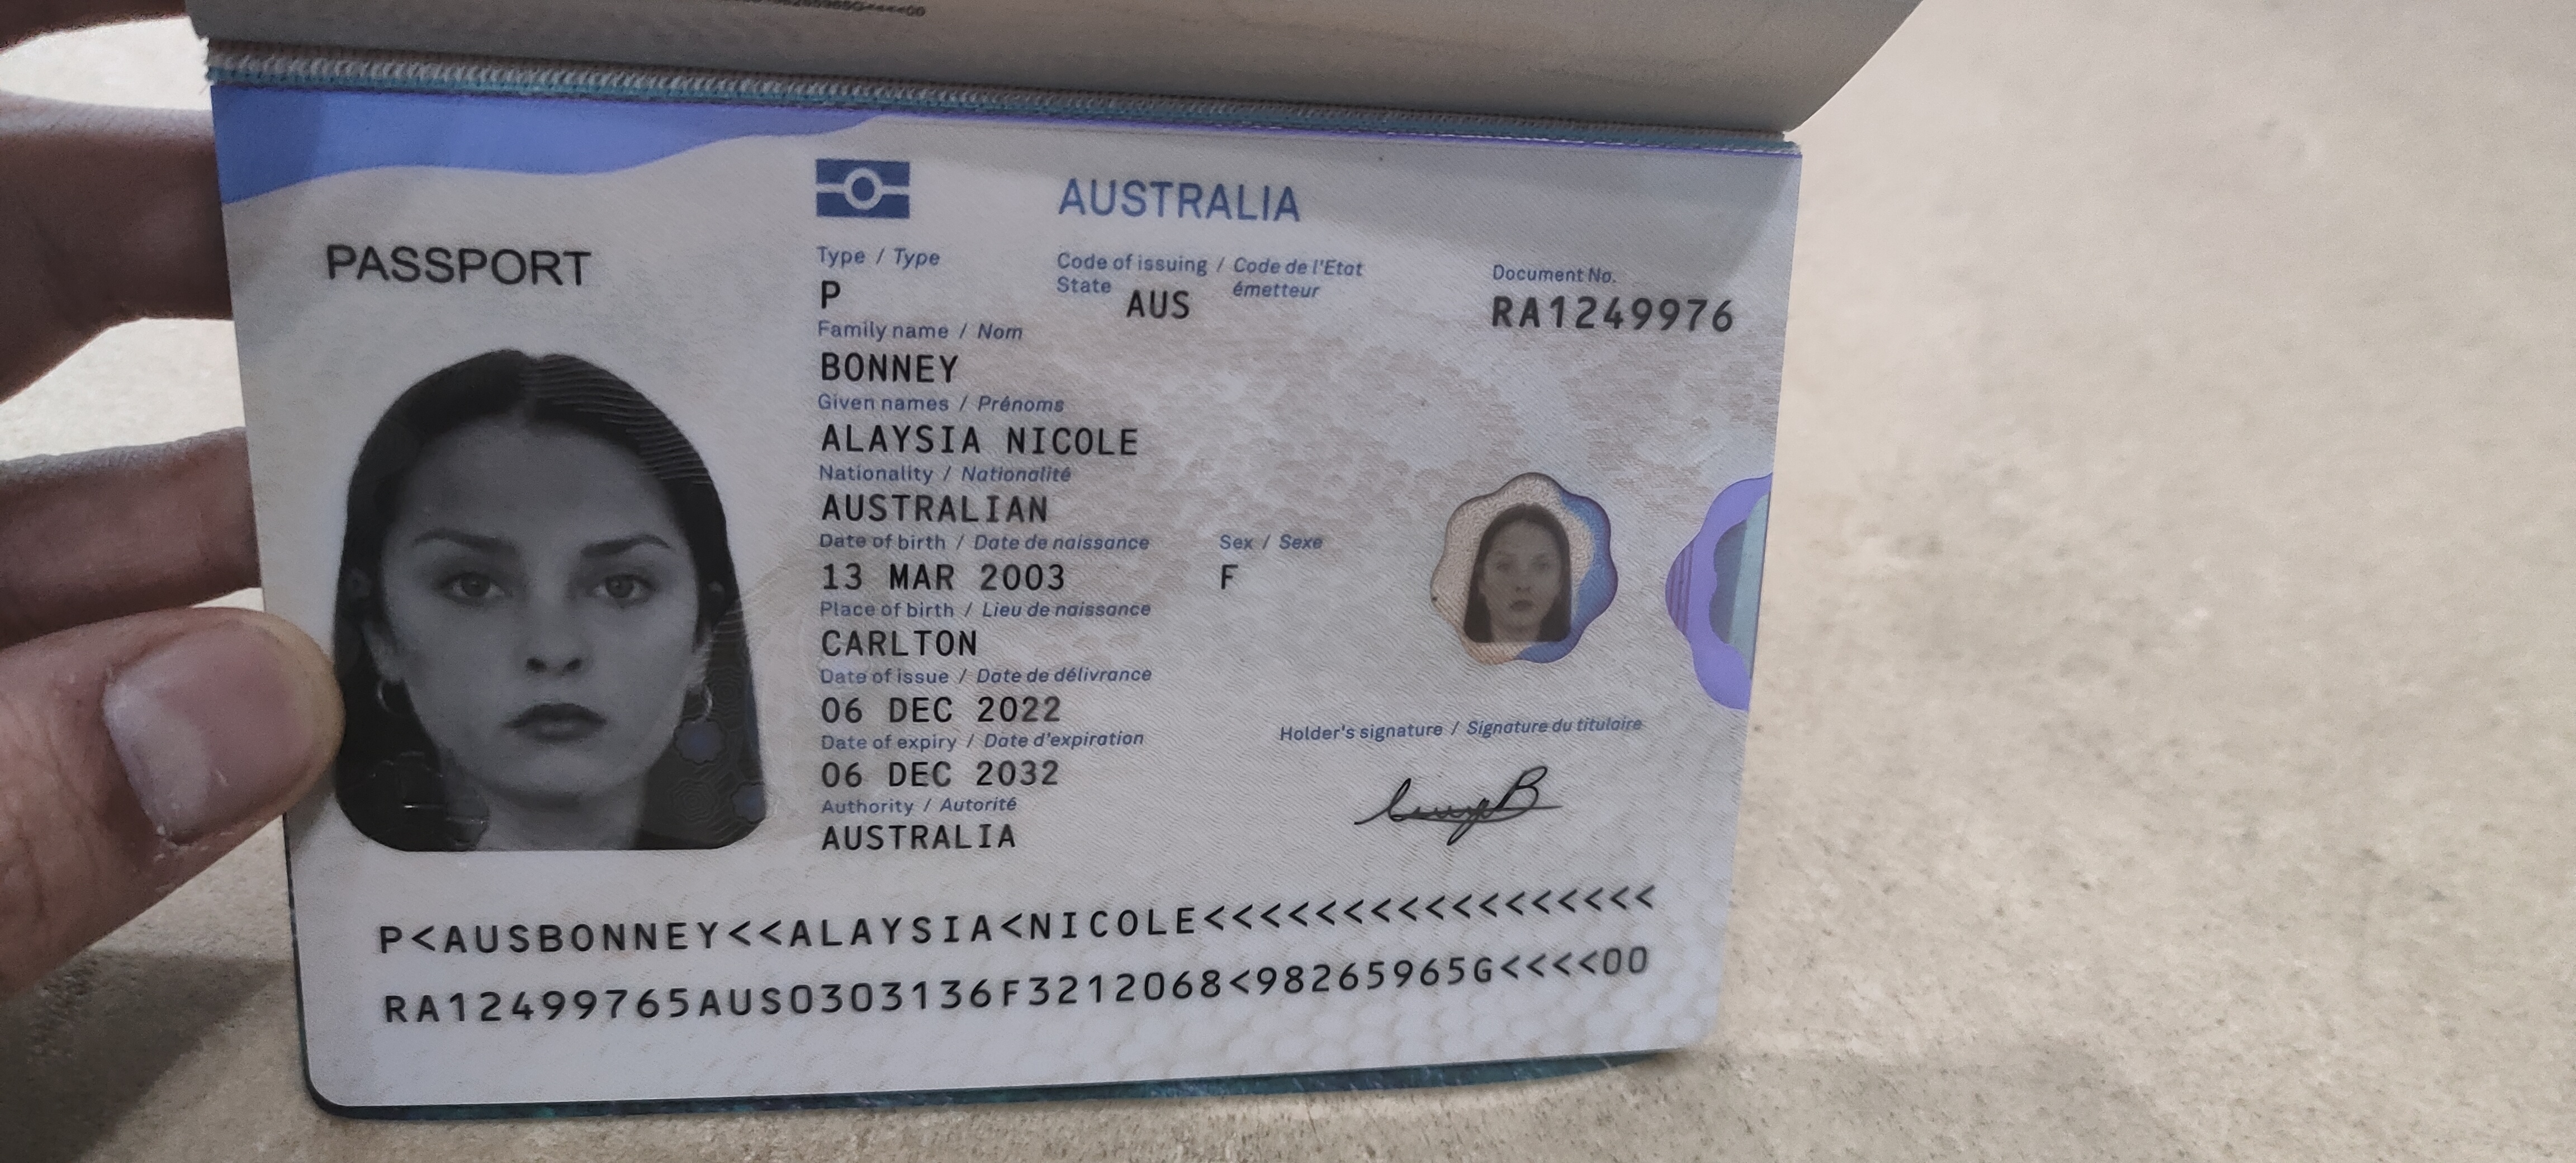 PASSPORT
AUSTRALIA
Type / Type
Code of issuing State / Code de l'Etat émetteur
Document No.
P
AUS
RA1249976
Family name / Nom
BONNEY
Given names / Prénoms
ALAYSIA NICOLE
Nationality / Nationalité
AUSTRALIAN
Date of birth / Date de naissance
Sex / Sexe
13 MAR 2003
F
Place of birth / Lieu de naissance
CARLTON
Date of issue / Date de délivrance
06 DEC 2022
Date of expiry / Date d'expiration
Holder's signature / Signature du titulaire
06 DEC 2032
Authority / Autorité
AUSTRALIA
P<AUSBONNEY<<ALAYSIA<NICOLE<<<<<<<<<<<<<<<<<
RA12499765AUS0303136F3212068<98265965G<<<<00